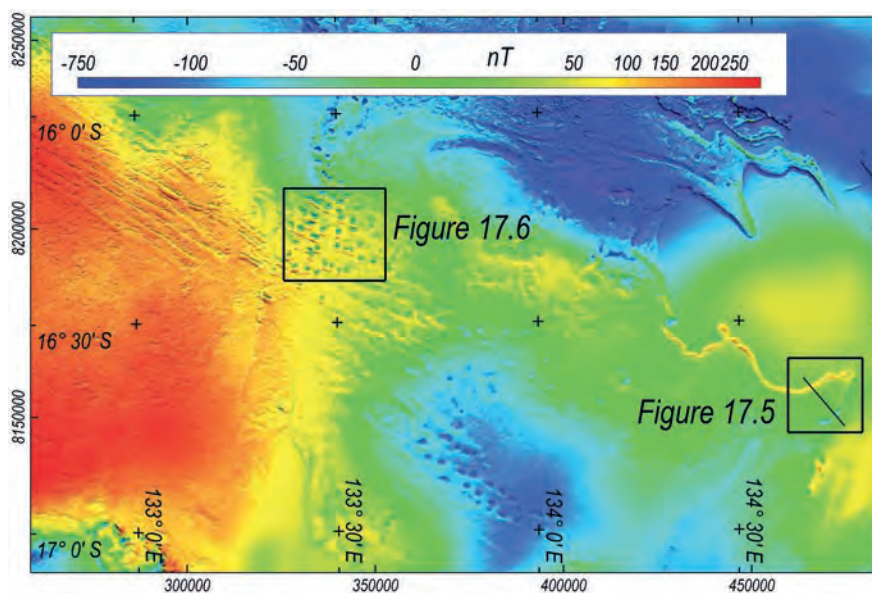 8250000
nT
-750 -100 -50 0 50 100 150 200 250
16° 0' S
8200000
Figure 17.6
16° 30' S
8150000
Figure 17.5
133° 0' E
133° 30' E
134° 0' E
134° 30' E
17° 0' S
300000 350000 400000 450000